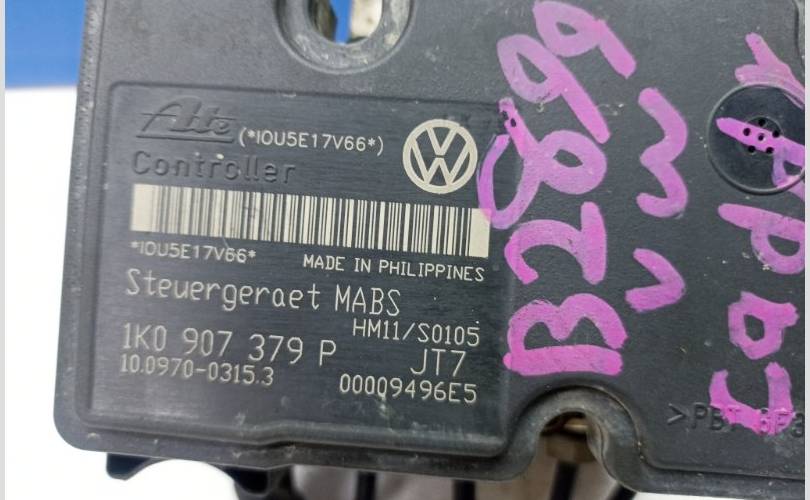 Ate (*IOU5E17V66*)
Controller
*IOU5E17V66* MADE IN PHILIPPINES
Steuergeraet MABS
HM11/S0105
1K0 907 379 P JT7
10.0970-0315.3 00009496E5
B2899
VW
>PBT